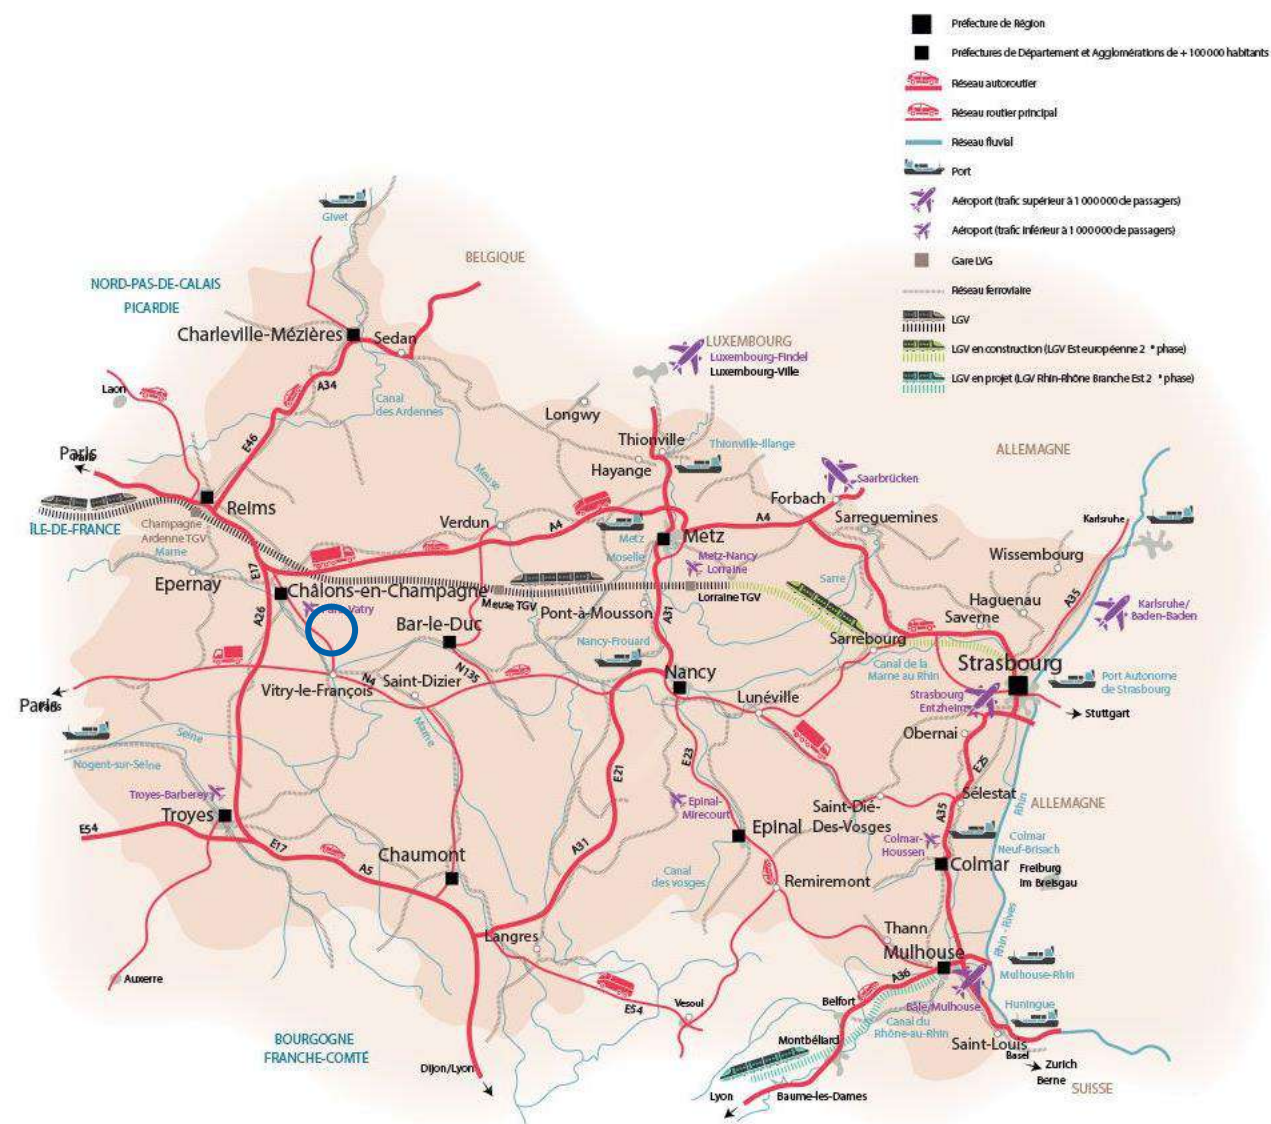 Préfecture de Région
Préfectures de Département et Agglomérations de + 100 000 habitants
Réseau autoroutier
Réseau routier principal
Réseau fluvial
Port
Aéroport (trafic supérieur à 1 000 000 de passagers)
Aéroport (trafic inférieur à 1 000 000 de passagers)
Gare LVG
Réseau ferroviaire
LGV
LGV en construction (LGV Est européenne 2 e phase)
LGV en projet (LGV Rhin-Rhône Branche Est 2 e phase)
Givet
BELGIQUE
NORD-PAS-DE-CALAIS
PICARDIE
Charleville-Mézières
Sedan
LUXEMBOURG
Luxembourg-Findel
Luxembourg-Ville
A34
Laon
Canal
des Ardennes
Longwy
E46
Thionville
Thionville-Illange
ALLEMAGNE
Paris
Paris
Hayange
Meuse
Saarbrücken
Forbach
Reims
ÎLE-DE-FRANCE
Champagne
Ardenne TGV
Verdun
A4
Metz
Metz
A4
Sarreguemines
Karlsruhe
Marne
Moselle
Metz-Nancy
Lorraine
Wissembourg
Epernay
E17
Châlons-en-Champagne
Meuse TGV
Lorraine TGV
Sarre
Haguenau
A35
Karlsruhe/
Baden-Baden
A26
Paris-Vatry
Bar-le-Duc
Pont-à-Mousson
A31
Saverne
Nancy-Frouard
Sarrebourg
Canal de la
Marne au Rhin
Strasbourg
N4
N135
Vitry-le-François
Saint-Dizier
Nancy
Lunéville
Strasbourg
Entzheim
Port Autonome
de Strasbourg
Paris
Paris
Stuttgart
Seine
Marne
Obernai
Nogent-sur-Seine
E23
E21
E25
Troyes-Barberey
Troyes
Epinal-
Mirecourt
Saint-Dié-
Des-Vosges
Sélestat
Rhin
ALLEMAGNE
A35
E54
E17
A5
Chaumont
A31
Epinal
Colmar-
Houssen
Colmar
Neuf-Brisach
Colmar
Freiburg
im Breisgau
Canal
des vosges
Remiremont
Langres
Thann
Rhin - Rives
Mulhouse
Auxerre
A36
Mulhouse-Rhin
E54
Vesoul
Belfort
Bâle/Mulhouse
Huningue
Canal du
Rhône-au-Rhin
BOURGOGNE
FRANCHE-COMTÉ
Montbéliard
Saint-Louis
Basel
Dijon/Lyon
Zurich
Berne
SUISSE
Lyon
Baume-les-Dames